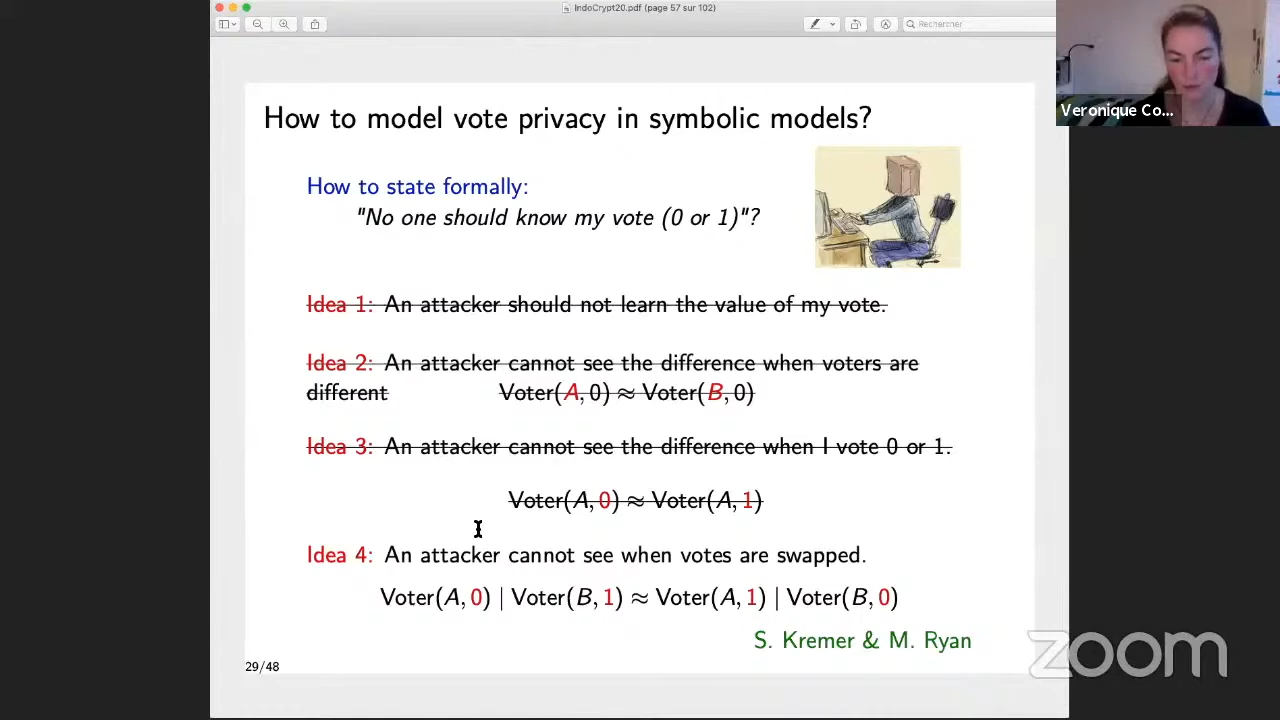 IndoCrypt20.pdf (page 57 sur 102)
Rechercher
Veronique Co...
How to model vote privacy in symbolic models?
How to state formally:
"No one should know my vote (0 or 1)"?
Idea 1: An attacker should not learn the value of my vote.
Idea 2: An attacker cannot see the difference when voters are
different Voter(A, 0) ≈ Voter(B, 0)
Idea 3: An attacker cannot see the difference when I vote 0 or 1.
Voter(A, 0) ≈ Voter(A, 1)
Idea 4: An attacker cannot see when votes are swapped.
Voter(A, 0) | Voter(B, 1) ≈ Voter(A, 1) | Voter(B, 0)
S. Kremer & M. Ryan
29/48
zoom